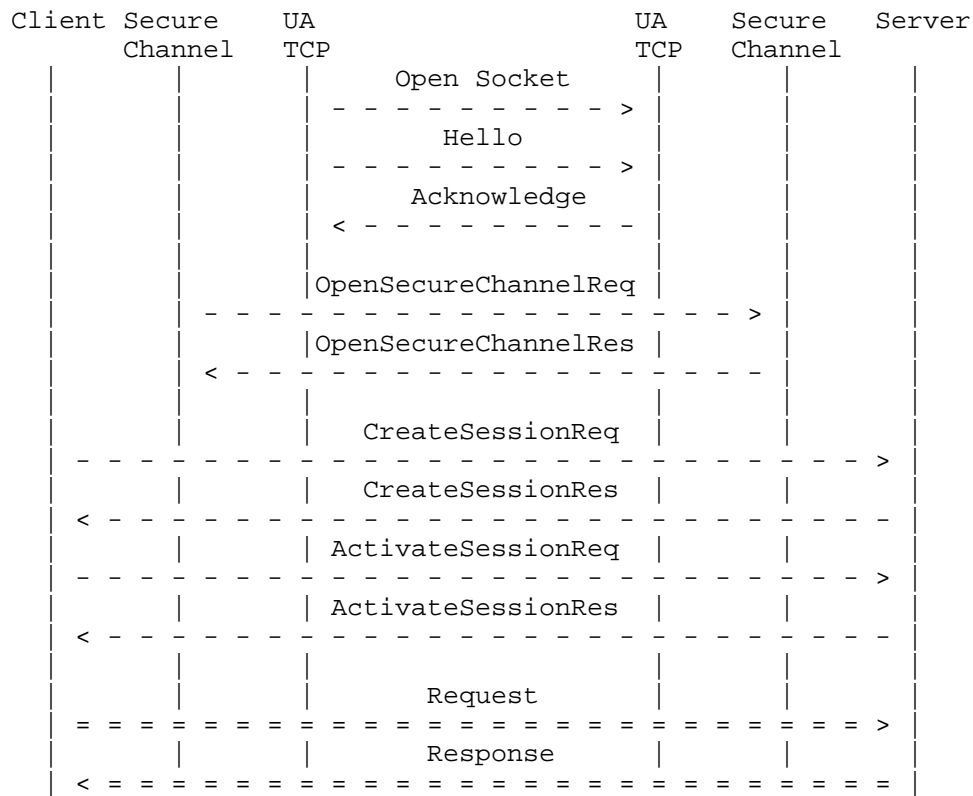 Client Secure UA UA Secure Server
Channel TCP TCP Channel
Open Socket
Hello
Acknowledge
OpenSecureChannelReq
OpenSecureChannelRes
CreateSessionReq
CreateSessionRes
ActivateSessionReq
ActivateSessionRes
Request
Response